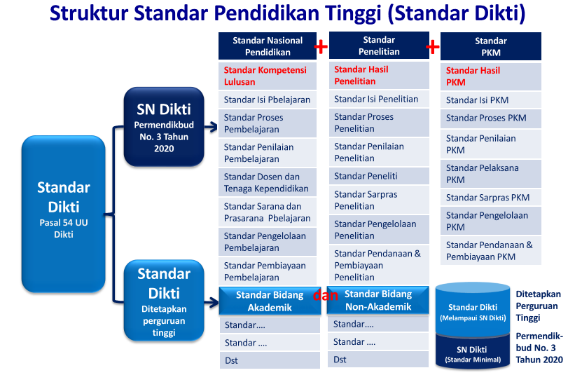 Struktur Standar Pendidikan Tinggi (Standar Dikti)
Standar Nasional
Pendidikan
+
Standar
Penelitian
+
Standar
PKM
Standar Kompetensi
Lulusan
Standar Hasil
Penelitian
Standar Hasil
PKM
Standar Isi Pbelajaran
Standar Isi Penelitian
Standar Isi PKM
Standar Proses
Pembelajaran
Standar Proses
Penelitian
Standar Proses PKM
Standar Penilaian
Pembelajaran
Standar Penilaian
Penelitian
Standar Penilaian
PKM
Standar Dosen dan
Tenaga Kependidikan
Standar Peneliti
Standar Pelaksana
PKM
Standar Sarana dan
Prasarana Pbelajaran
Standar Sarpras
Penelitian
Standar Sarpras PKM
Standar Pengelolaan
Pembelajaran
Standar Pengelolaan
Penelitian
Standar Pengelolaan
PKM
Standar Pembiayaan
Pembelajaran
Standar Pendanaan &
Pembiayaan
Penelitian
Standar Pendanaan &
Pembiayaan PKM
SN Dikti
Permendikbud
No. 3 Tahun
2020
Standar
Dikti
Pasal 54 UU
Dikti
Standar
Dikti
Ditetapkan
perguruan
tinggi
Standar Bidang
Akademik
dan
Standar Bidang
Non-Akademik
Standar....
Standar....
Standar ....
Standar ....
Dst
Dst
Standar Dikti
(Melampaui SN Dikti)
SN Dikti
(Standar Minimal)
Ditetapkan
Perguruan
Tinggi
Permendik-
bud No. 3
Tahun 2020